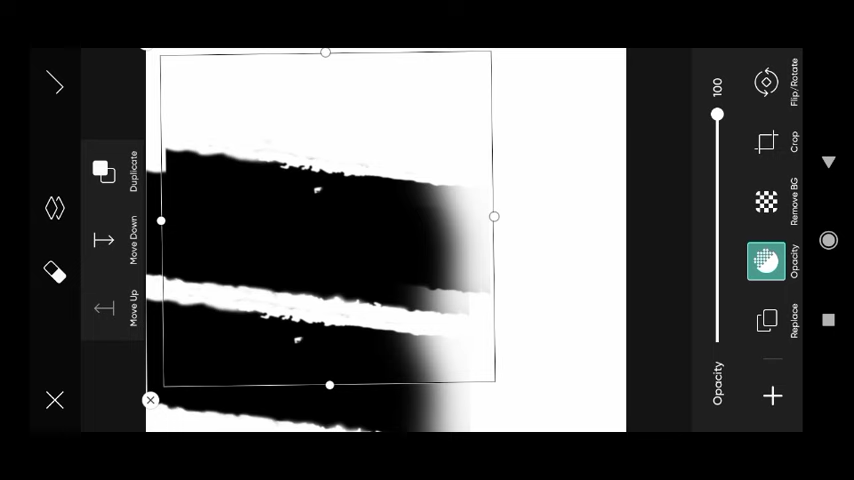 Duplicate
Move Down
Move Up
100
Opacity
Flip/Rotate
Crop
Remove BG
Opacity
Replace